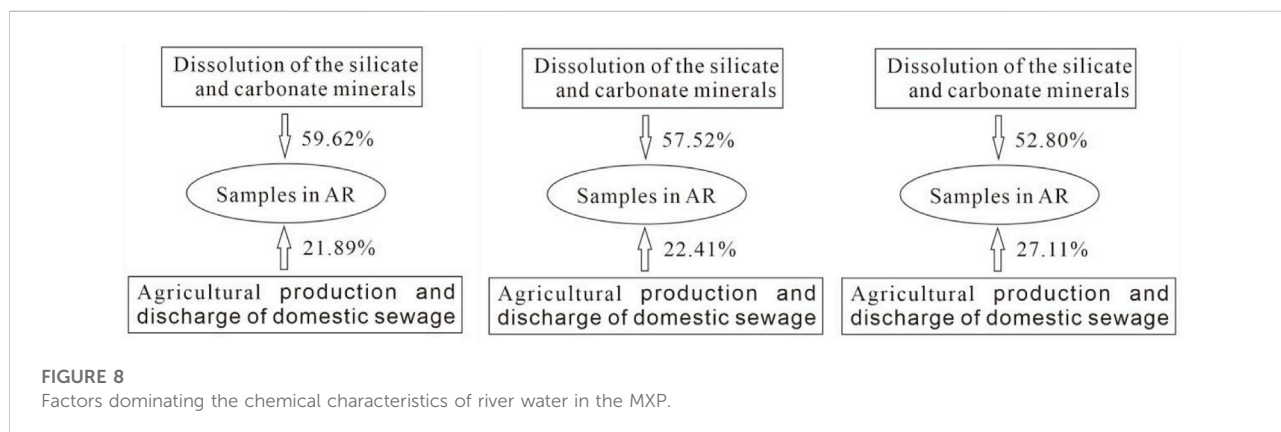 Dissolution of the silicate
and carbonate minerals
59.62%
Samples in AR
21.89%
Agricultural production and
discharge of domestic sewage
Dissolution of the silicate
and carbonate minerals
57.52%
Samples in AR
22.41%
Agricultural production and
discharge of domestic sewage
Dissolution of the silicate
and carbonate minerals
52.80%
Samples in AR
27.11%
Agricultural production and
discharge of domestic sewage
FIGURE 8
Factors dominating the chemical characteristics of river water in the MXP.